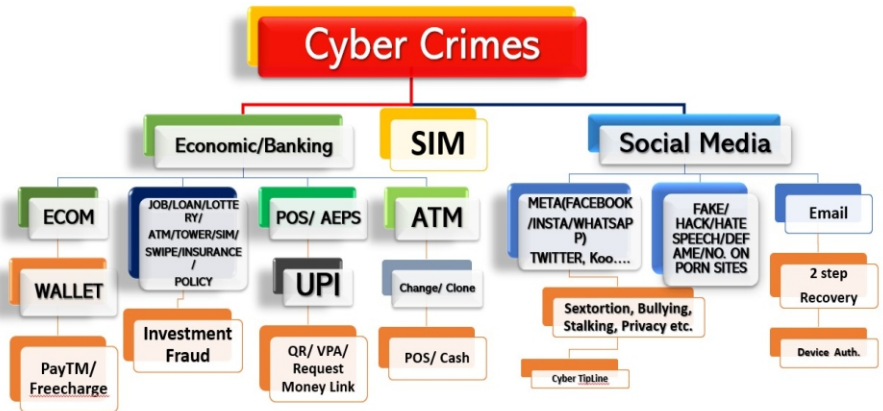 Cyber Crimes
Economic/Banking
SIM
Social Media
ECOM
JOB/LOAN/LOTTE
RY/
ATM/TOWER/SIM/
SWIPE/INSURANCE
/
POLICY
POS/ AEPS
ATM
META(FACEBOOK
/INSTA/WHATSAP
P)
TWITTER, Koo....
FAKE/
HACK/HATE
SPEECH/DEF
AME/NO. ON
PORN SITES
Email
WALLET
Investment
Fraud
UPI
Change/ Clone
Sextortion, Bullying,
Stalking, Privacy etc.
2 step
Recovery
PayTM/
Freecharge
QR/ VPA/
Request
Money Link
POS/ Cash
Cyber TipLine
Device Auth.